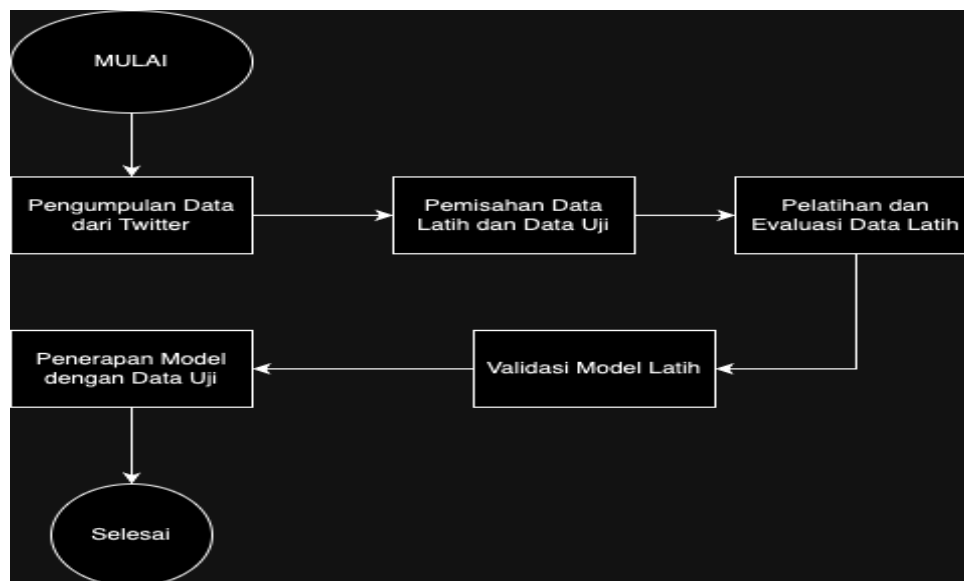 MULAI
Pengumpulan Data
dari Twitter
Pemisahan Data
Latih dan Data Uji
Pelatihan dan
Evaluasi Data Latih
Validasi Model Latih
Penerapan Model
dengan Data Uji
Selesai